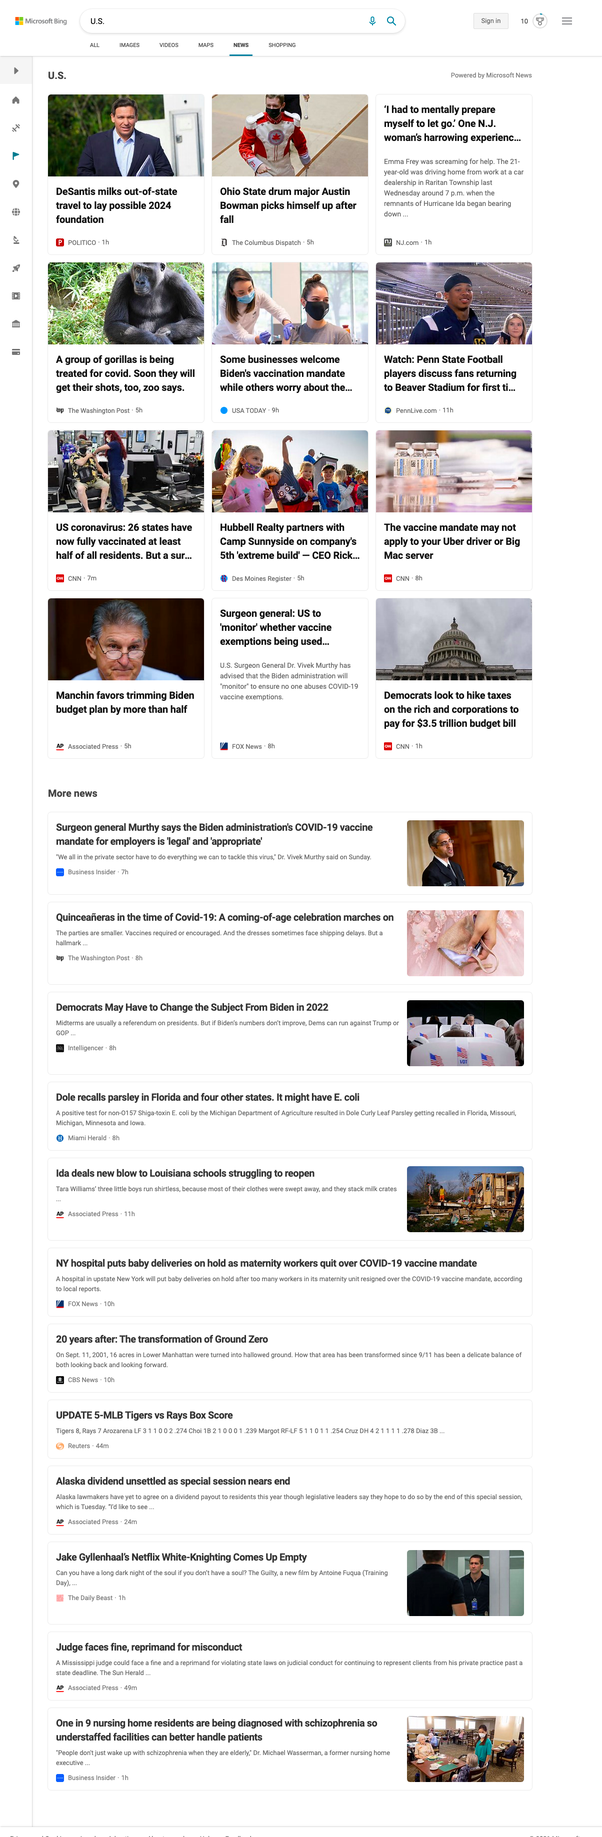 Microsoft Bing
U.S.
Sign in
10
ALL
IMAGES
VIDEOS
MAPS
NEWS
SHOPPING
U.S.
Powered by Microsoft News
DeSantis milks out-of-state
travel to lay possible 2024
foundation
POLITICO · 1h
Ohio State drum major Austin
Bowman picks himself up after
fall
The Columbus Dispatch · 5h
‘I had to mentally prepare
myself to let go.’ One N.J.
woman’s harrowing experienc...
Emma Frey was screaming for help. The 21-
year-old was driving home from work at a car
dealership in Raritan Township last
Wednesday around 7 p.m. when the
remnants of Hurricane Ida began bearing
down ...
NJ.com · 1h
A group of gorillas is being
treated for covid. Soon they will
get their shots, too, zoo says.
The Washington Post · 5h
Some businesses welcome
Biden's vaccination mandate
while others worry about the...
USA TODAY · 9h
Watch: Penn State Football
players discuss fans returning
to Beaver Stadium for first ti...
PennLive.com · 11h
US coronavirus: 26 states have
now fully vaccinated at least
half of all residents. But a sur...
CNN · 7m
Hubbell Realty partners with
Camp Sunnyside on company's
5th 'extreme build' — CEO Rick...
Des Moines Register · 5h
The vaccine mandate may not
apply to your Uber driver or Big
Mac server
CNN · 8h
Manchin favors trimming Biden
budget plan by more than half
Associated Press · 5h
Surgeon general: US to
'monitor' whether vaccine
exemptions being used...
U.S. Surgeon General Dr. Vivek Murthy has
advised that the Biden administration will
"monitor" to ensure no one abuses COVID-19
vaccine exemptions.
FOX News · 8h
Democrats look to hike taxes
on the rich and corporations to
pay for $3.5 trillion budget bill
CNN · 1h
More news
Surgeon general Murthy says the Biden administration's COVID-19 vaccine
mandate for employers is 'legal' and 'appropriate'
"We all in the private sector have to do everything we can to tackle this virus," Dr. Vivek Murthy said on Sunday.
Business Insider · 7h
Quinceañeras in the time of Covid-19: A coming-of-age celebration marches on
The parties are smaller. Vaccines required or encouraged. And the dresses sometimes face shipping delays. But a
hallmark ...
The Washington Post · 8h
Democrats May Have to Change the Subject From Biden in 2022
Midterms are usually a referendum on presidents. But if Biden's numbers don't improve, Dems can run against Trump or
GOP ...
Intelligencer · 8h
Dole recalls parsley in Florida and four other states. It might have E. coli
A positive test for non-O157 Shiga-toxin E. coli by the Michigan Department of Agriculture resulted in Dole Curly Leaf Parsley getting recalled in Florida, Missouri,
Michigan, Minnesota and Iowa.
Miami Herald · 8h
Ida deals new blow to Louisiana schools struggling to reopen
Tara Williams' three little boys run shirtless, because most of their clothes were swept away, and they stack milk crates
...
Associated Press · 11h
NY hospital puts baby deliveries on hold as maternity workers quit over COVID-19 vaccine mandate
A hospital in upstate New York will put baby deliveries on hold after too many workers in its maternity unit resigned over the COVID-19 vaccine mandate, according
to local reports.
FOX News · 10h
20 years after: The transformation of Ground Zero
On Sept. 11, 2001, 16 acres in Lower Manhattan were turned into hallowed ground. How that area has been transformed since 9/11 has been a delicate balance of
both looking back and looking forward.
CBS News · 10h
UPDATE 5-MLB Tigers vs Rays Box Score
Tigers 8, Rays 7 Arozarena LF 3 1 1 0 0 2 .274 Choi 1B 2 1 0 0 0 1 .239 Margot RF-LF 5 1 1 0 1 1 .254 Cruz DH 4 2 1 1 1 1 .278 Diaz 3B ...
Reuters · 44m
Alaska dividend unsettled as special session nears end
Alaska lawmakers have yet to agree on a dividend payout to residents this year though legislative leaders say they hope to do so by the end of this special session,
which is Tuesday. "I'd like to see ...
Associated Press · 24m
Jake Gyllenhaal's Netflix White-Knighting Comes Up Empty
Can you have a long dark night of the soul if you don't have a soul? The Guilty, a new film by Antoine Fuqua (Training
Day), ...
The Daily Beast · 1h
Judge faces fine, reprimand for misconduct
A Mississippi judge could face a fine and a reprimand for violating state laws on judicial conduct for continuing to represent clients from his private practice past a
state deadline. The Sun Herald ...
Associated Press · 49m
One in 9 nursing home residents are being diagnosed with schizophrenia so
understaffed facilities can better handle patients
"People don't just wake up with schizophrenia when they are elderly," Dr. Michael Wasserman, a former nursing home
executive ...
Business Insider · 1h